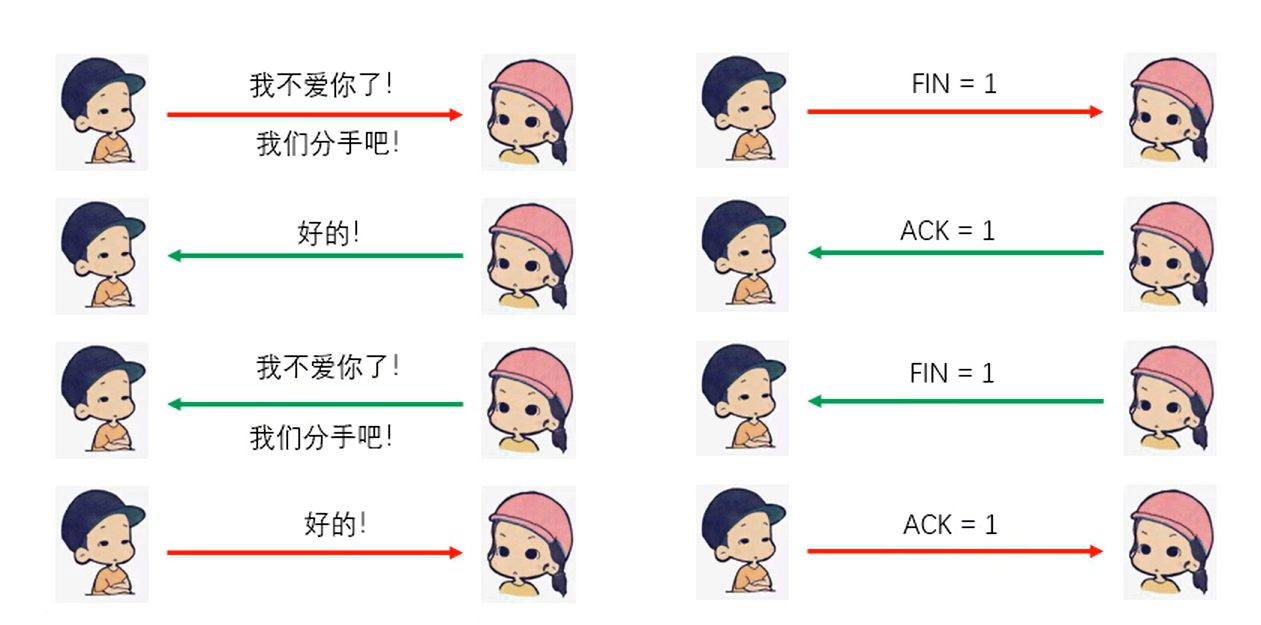 我不爱你了!
我们分手吧!
好的!
我不爱你了!
我们分手吧!
好的!
FIN = 1
ACK = 1
FIN = 1
ACK = 1